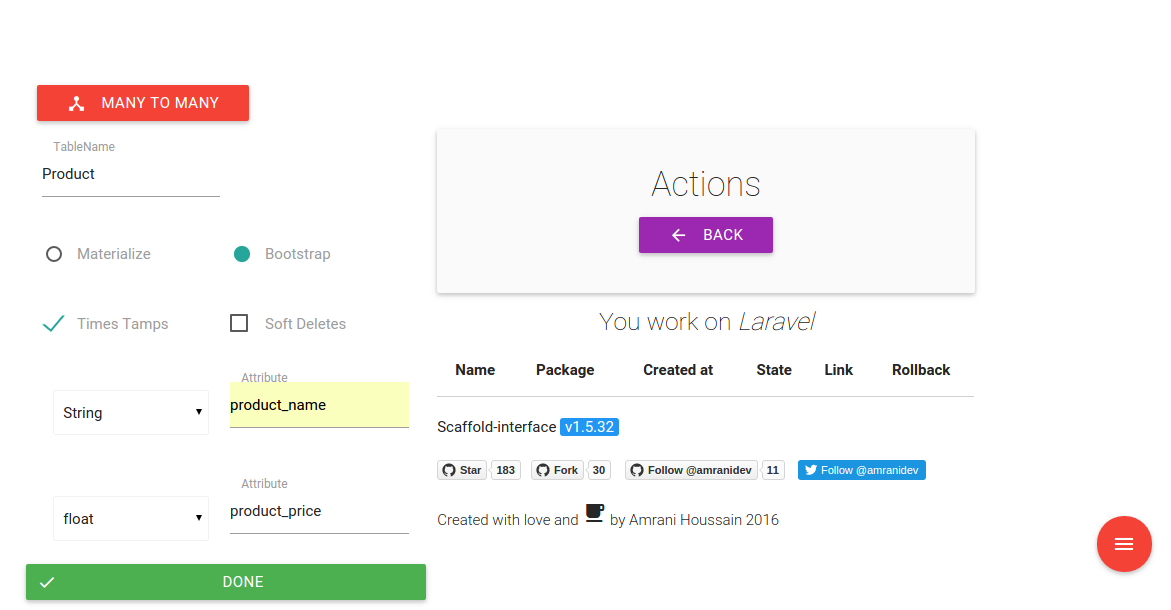 MANY TO MANY
TableName
Product
Materialize
Bootstrap
Times Tamps
Soft Deletes
Attribute
String
product_name
Attribute
float
product_price
DONE
Actions
BACK
You work on Laravel
Name Package Created at State Link Rollback
Scaffold-interface v1.5.32
Star 183 Fork 30 Follow @amranidev 11 Follow @amranidev
Created with love and by Amrani Houssain 2016